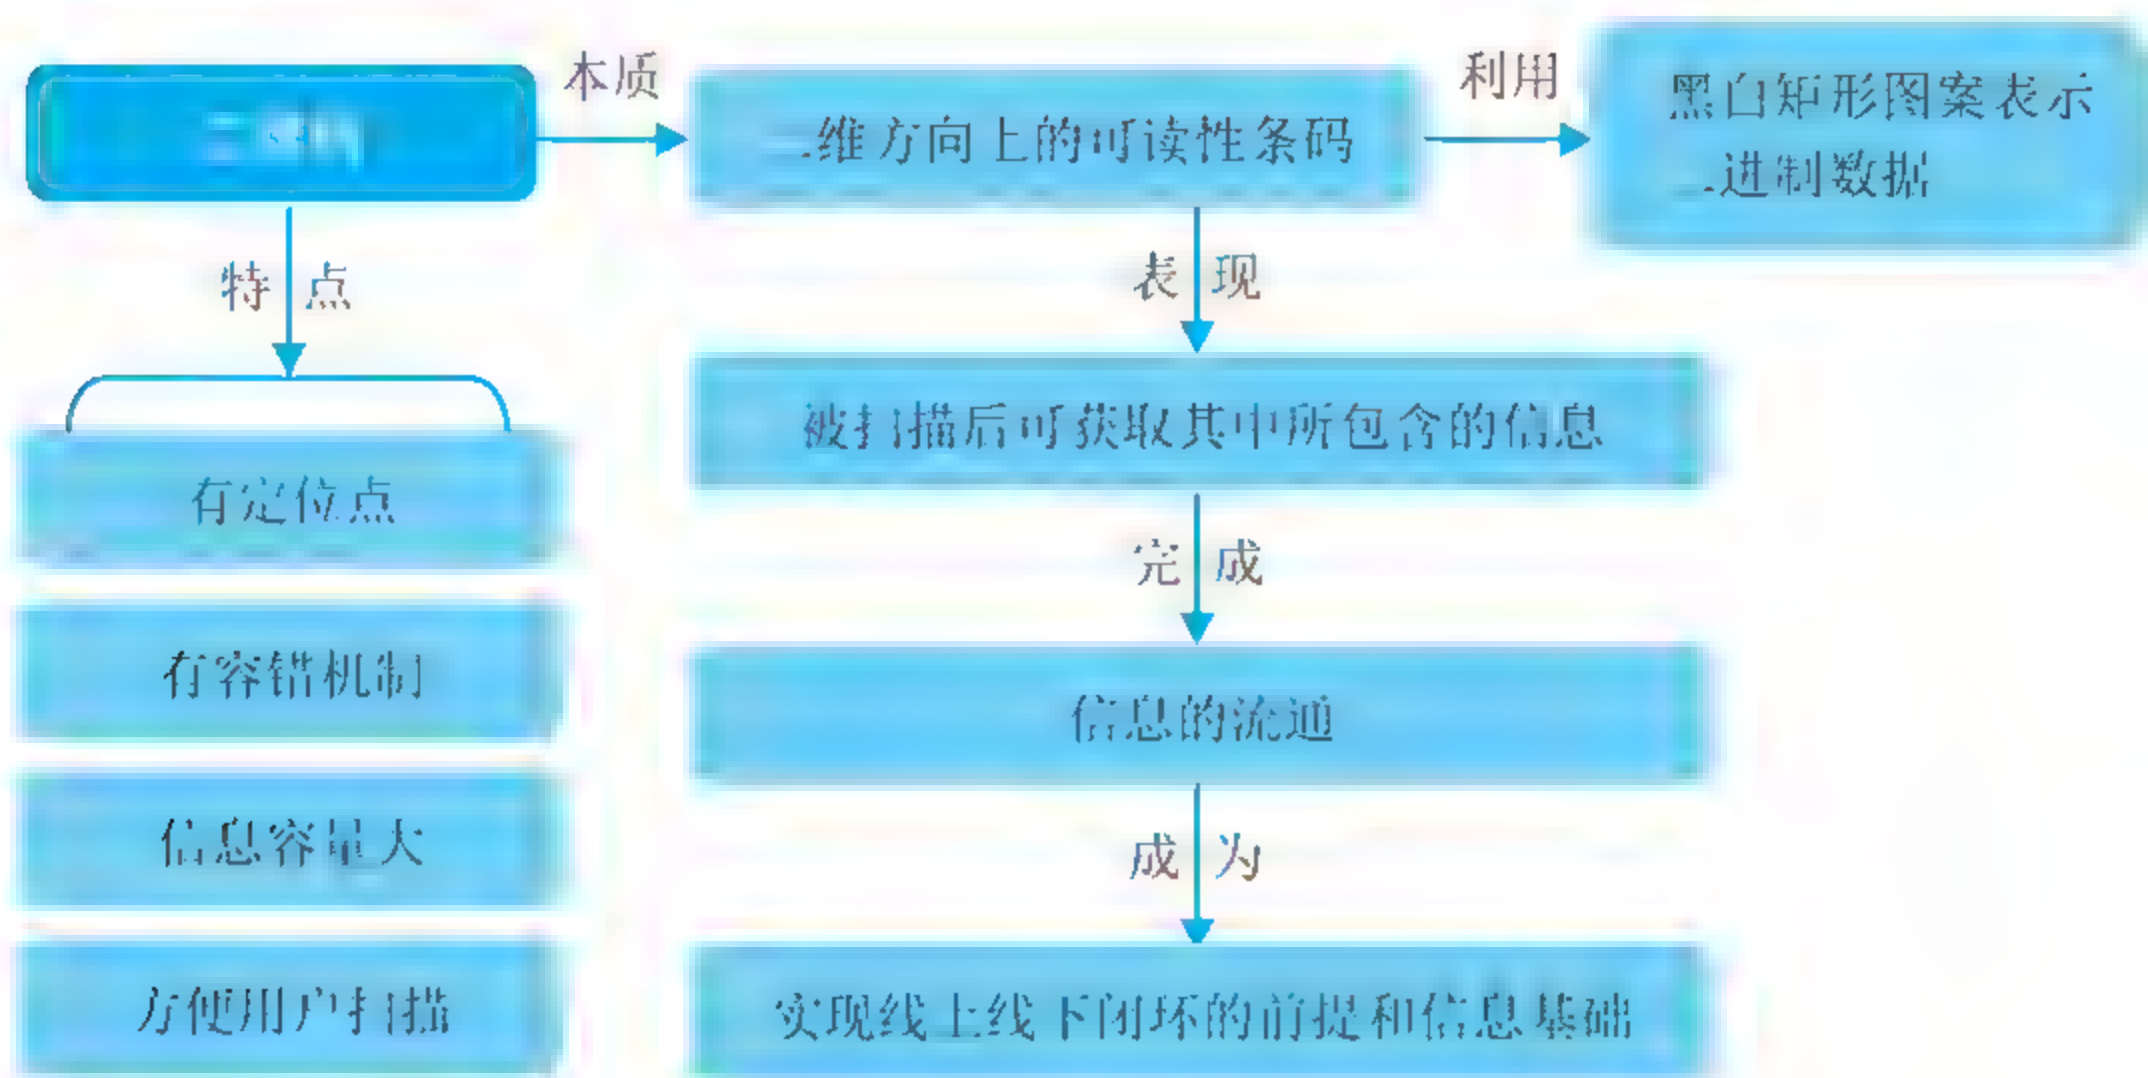 本质
利用
二维方向上的可读性条码
黑白矩形图案表示
二进制数据
特点
表现
被扫描后可获取其中所包含的信息
有定位点
完成
有容错机制
信息的流通
信息容量大
成为
方便用户扫描
实现线上线下闭环的前提和信息基础